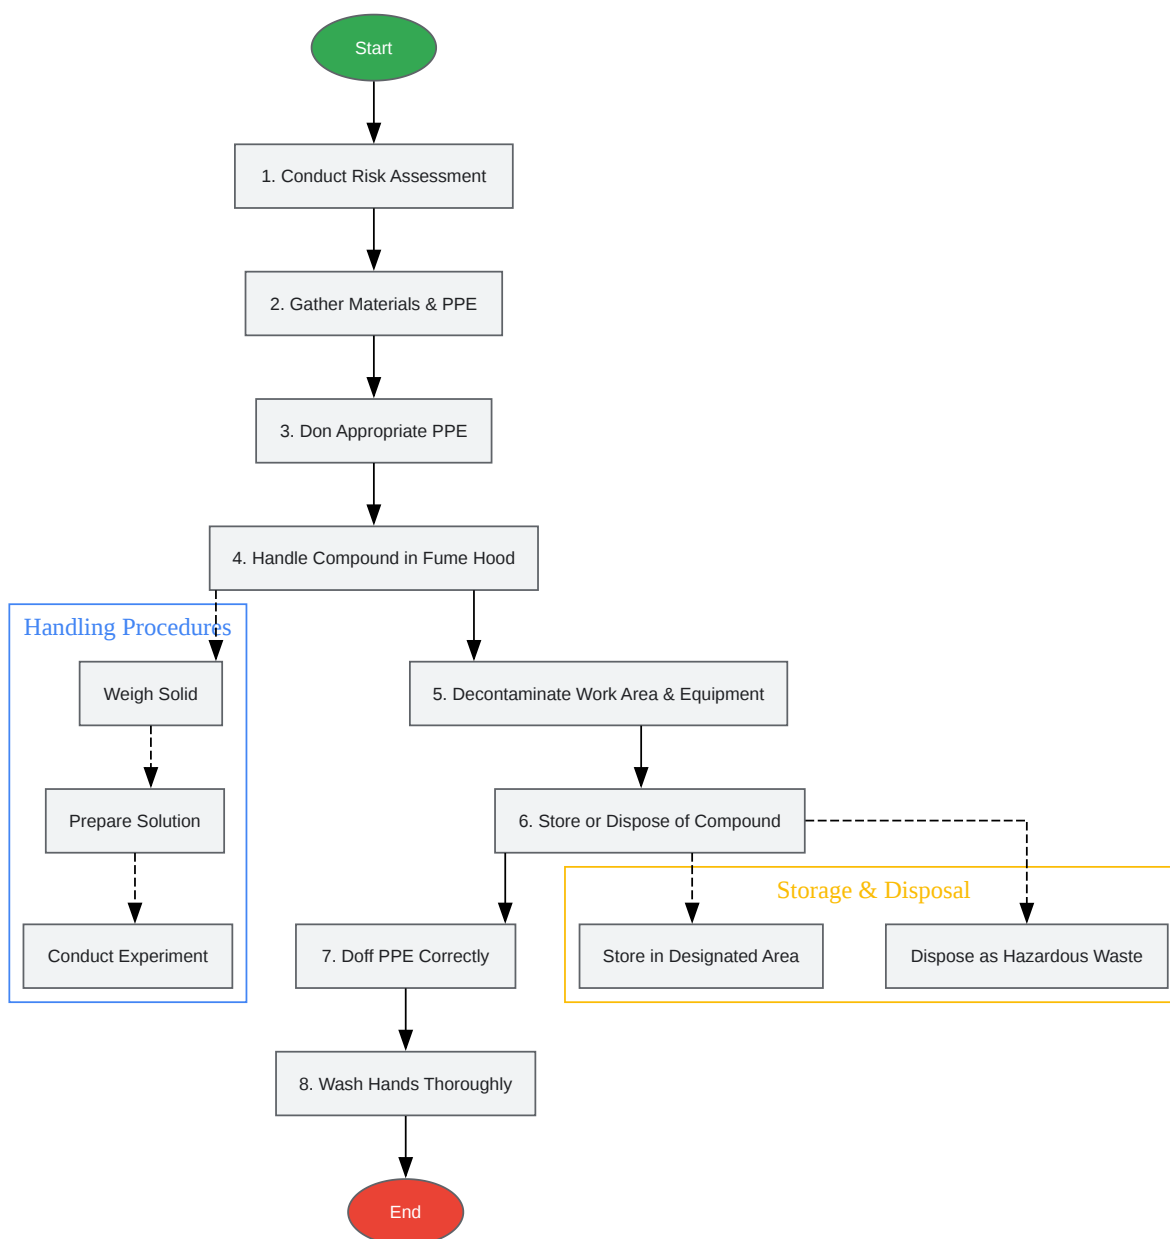 Start
1. Conduct Risk Assessment
2. Gather Materials & PPE
3. Don Appropriate PPE
4. Handle Compound in Fume Hood
Handling Procedures
Weigh Solid
5. Decontaminate Work Area & Equipment
Prepare Solution
6. Store or Dispose of Compound
Storage & Disposal
Conduct Experiment
7. Doff PPE Correctly
Store in Designated Area
Dispose as Hazardous Waste
8. Wash Hands Thoroughly
End